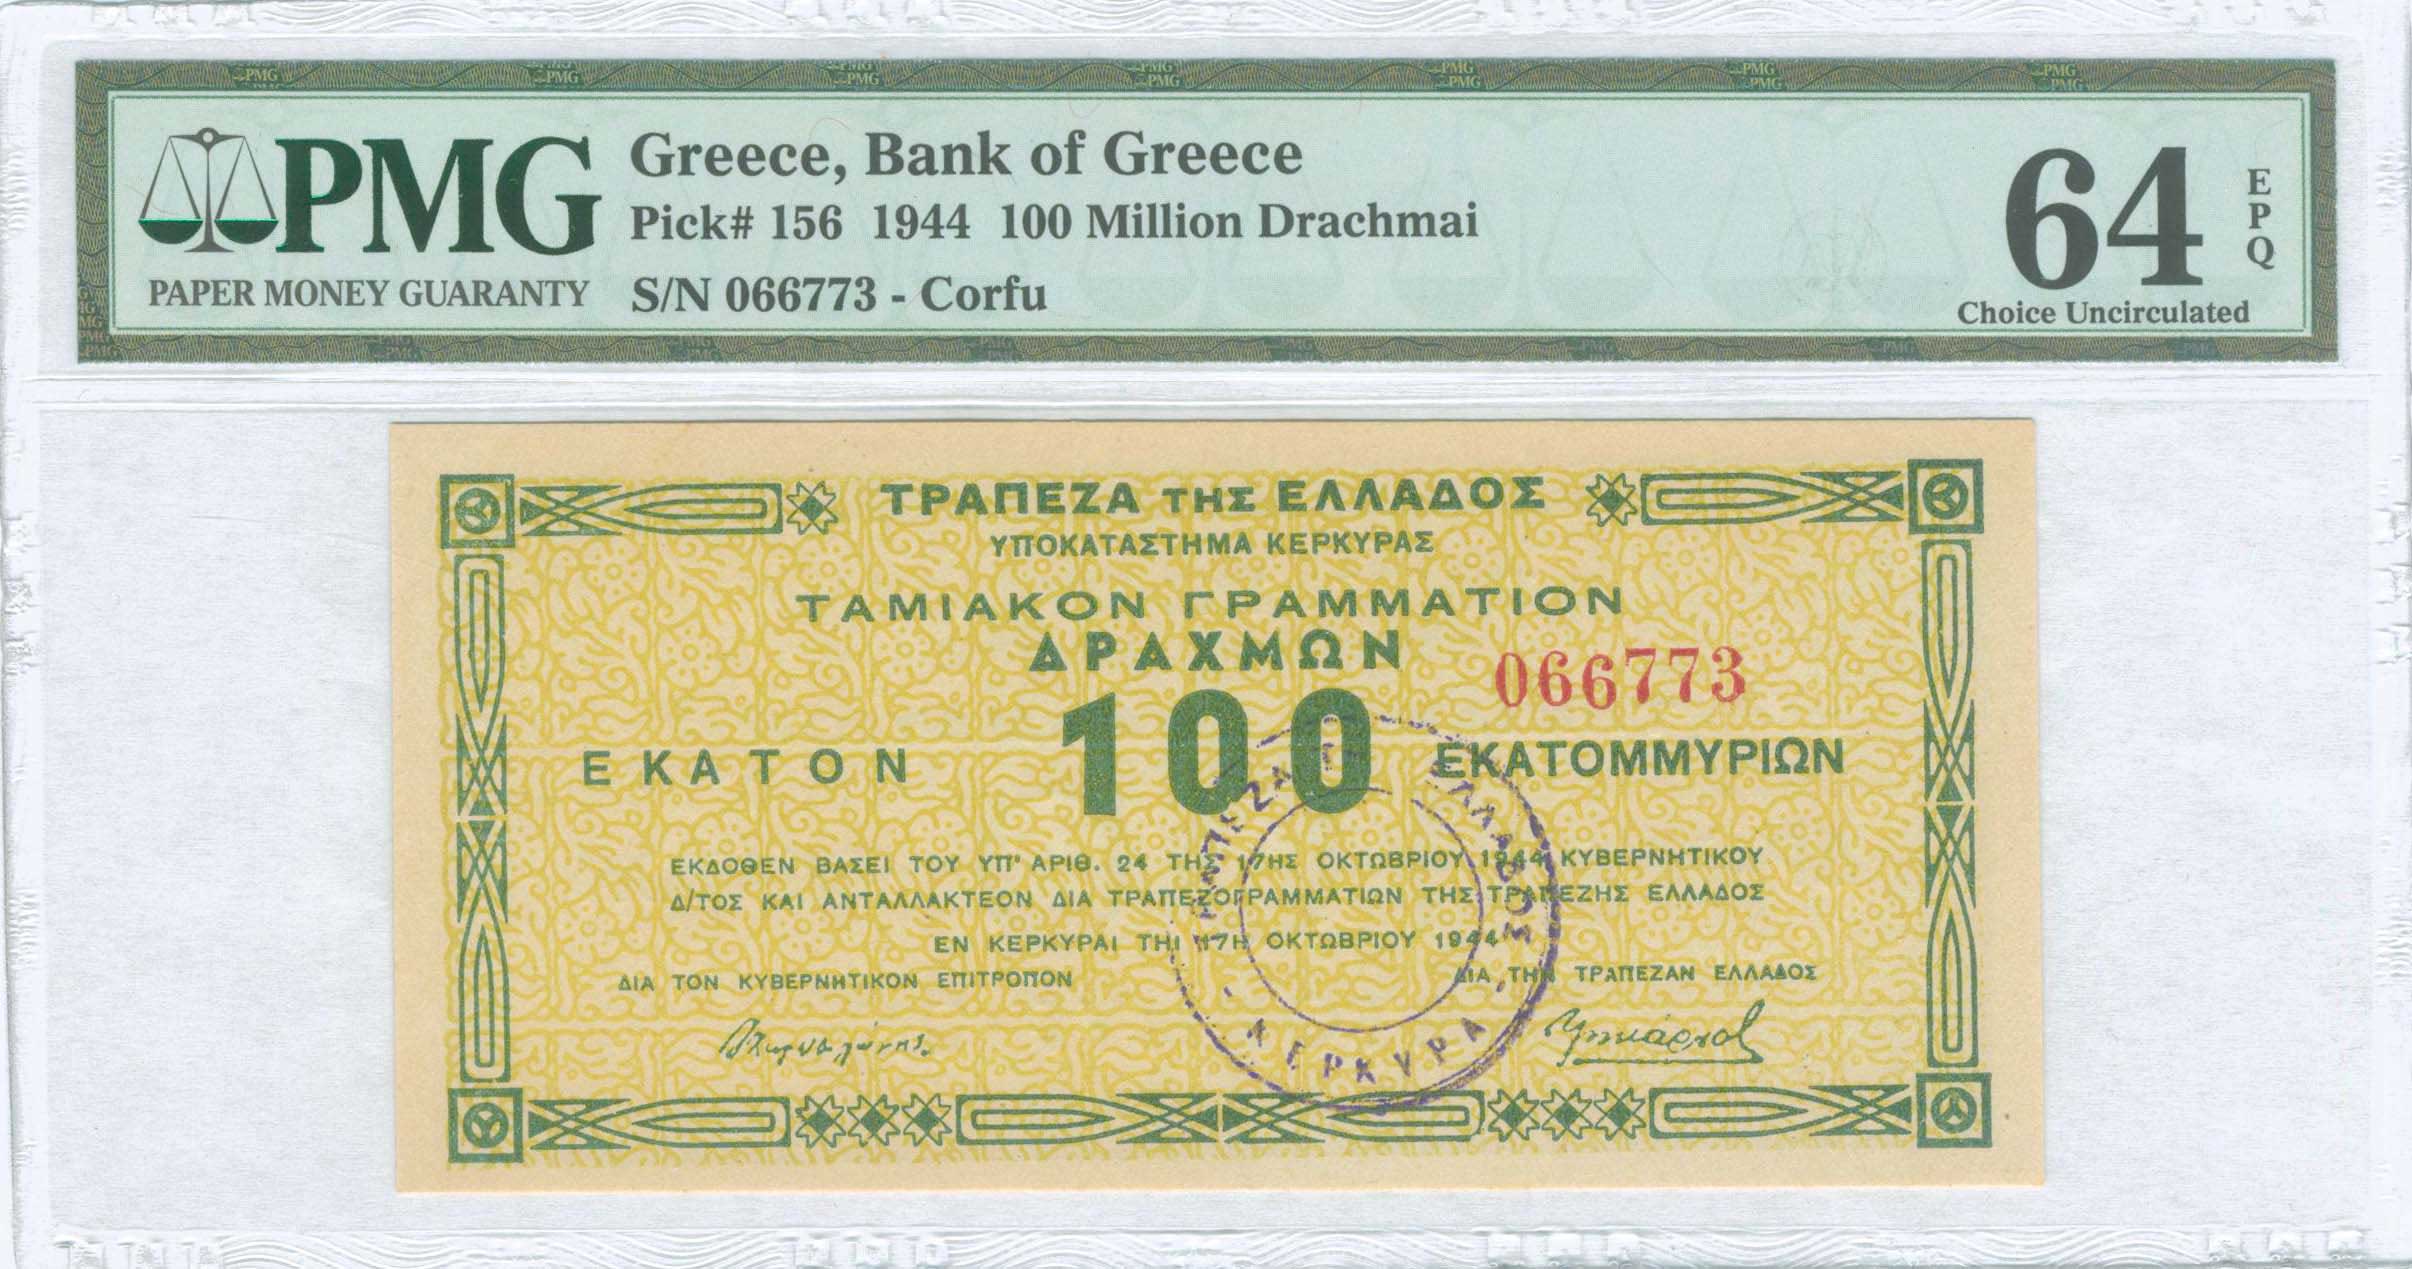 PMG
PAPER MONEY GUARANTY
Greece, Bank of Greece
Pick# 156 1944 100 Million Drachmai
S/N 066773 - Corfu
64
EPQ
Choice Uncirculated
ΤΡΑΠΕΖΑ ΤΗΣ ΕΛΛΑΔΟΣ
ΥΠΟΚΑΤΑΣΤΗΜΑ ΚΕΡΚΥΡΑΣ
ΤΑΜΙΑΚΟΝ ΓΡΑΜΜΑΤΙΟΝ
ΔΡΑΧΜΩΝ
066773
ΕΚΑΤΟΝ 100 ΕΚΑΤΟΜΜΥΡΙΩΝ
ΕΚΔΟΘΕΝ ΒΑΣΕΙ ΤΟΥ ΥΠ' ΑΡΙΘ. 24 ΤΗΣ 17ΗΣ ΟΚΤΩΒΡΙΟΥ 1944 ΚΥΒΕΡΝΗΤΙΚΟΥ
Δ/ΤΟΣ ΚΑΙ ΑΝΤΑΛΛΑΚΤΕΟΝ ΔΙΑ ΤΡΑΠΕΖΟΓΡΑΜΜΑΤΙΩΝ ΤΗΣ ΤΡΑΠΕΖΗΣ ΕΛΛΑΔΟΣ
ΕΝ ΚΕΡΚΥΡΑΙ ΤΗΙ 17Η ΟΚΤΩΒΡΙΟΥ 1944
ΔΙΑ ΤΟΝ ΚΥΒΕΡΝΗΤΙΚΟΝ ΕΠΙΤΡΟΠΟΝ ΔΙΑ ΤΗΝ ΤΡΑΠΕΖΑΝ ΕΛΛΑΔΟΣ
ΤΡΑΠΕΖΑ ΤΗΣ ΕΛΛΑΔΟΣ
- ΚΕΡΚΥΡΑ -